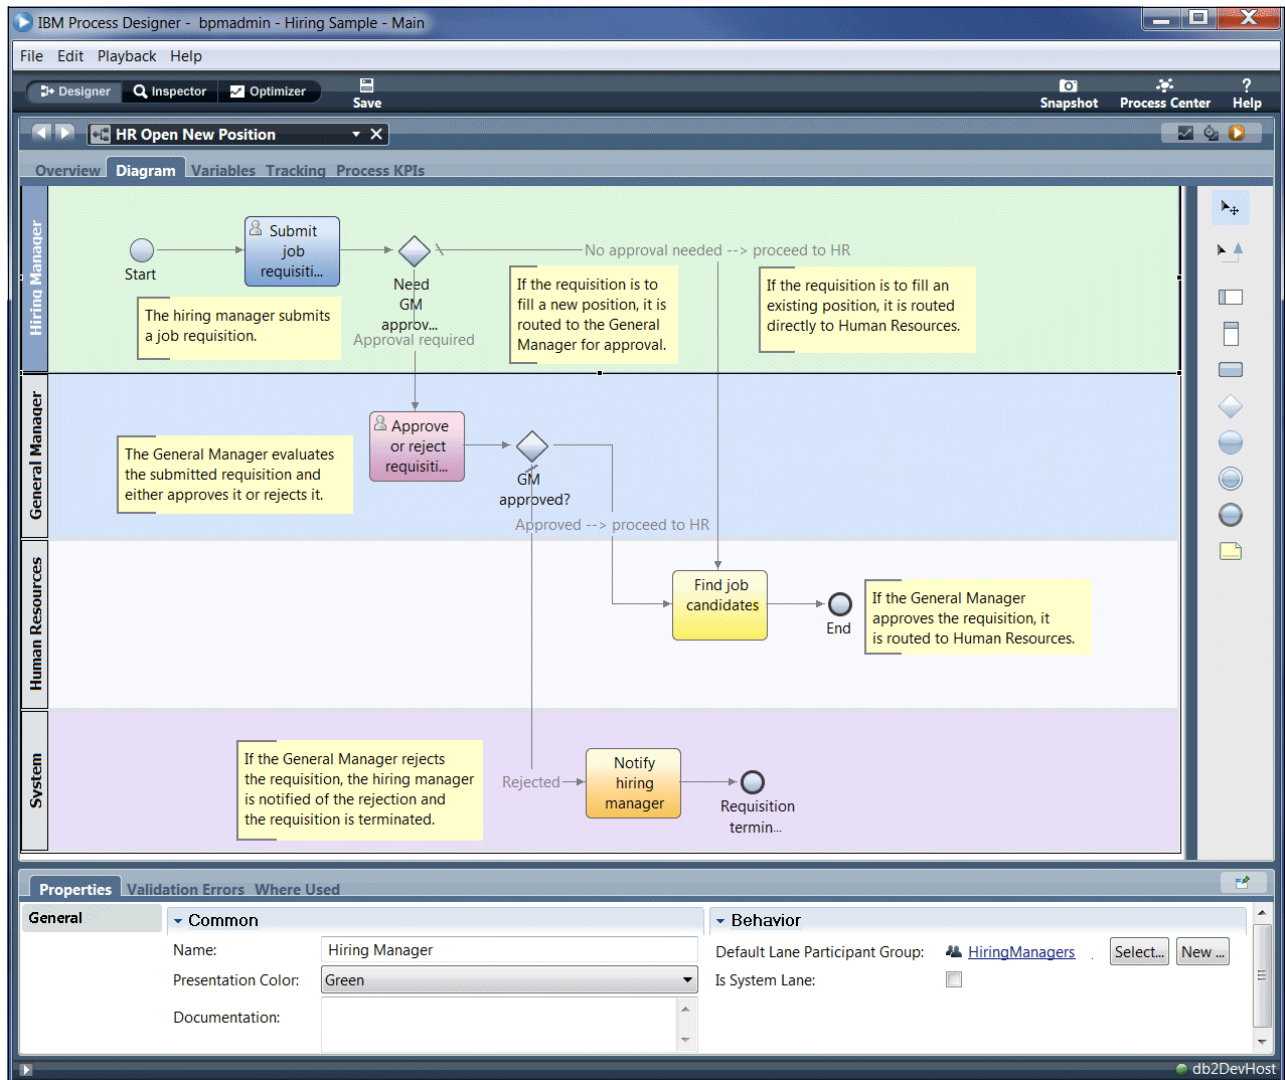 IBM Process Designer -  bpmadmin - Hiring Sample - Main
File Edit Playback Help
Designer Inspector Optimizer
Save
Snapshot Process Center Help
HR Open New Position
Overview Diagram Variables Tracking Process KPIs
Hiring Manager
Start
Submit
job
requisiti...
Need
GM
approv...
Approval required
No approval needed --> proceed to HR
The hiring manager submits
a job requisition.
If the requisition is to
fill a new position, it is
routed to the General
Manager for approval.
If the requisition is to fill an
existing position, it is routed
directly to Human Resources.
General Manager
The General Manager evaluates
the submitted requisition and
either approves it or rejects it.
Approve
or reject
requisiti...
GM
approved?
Approved --> proceed to HR
Human Resources
Find job
candidates
End
If the General Manager
approves the requisition, it
is routed to Human Resources.
System
If the General Manager rejects
the requisition, the hiring manager
is notified of the rejection and
the requisition is terminated.
Rejected
Notify
hiring
manager
Requisition
termin...
Properties Validation Errors Where Used
General
Common
Name: Hiring Manager
Presentation Color: Green
Documentation:
Behavior
Default Lane Participant Group: HiringManagers Select... New ...
Is System Lane:
db2DevHost